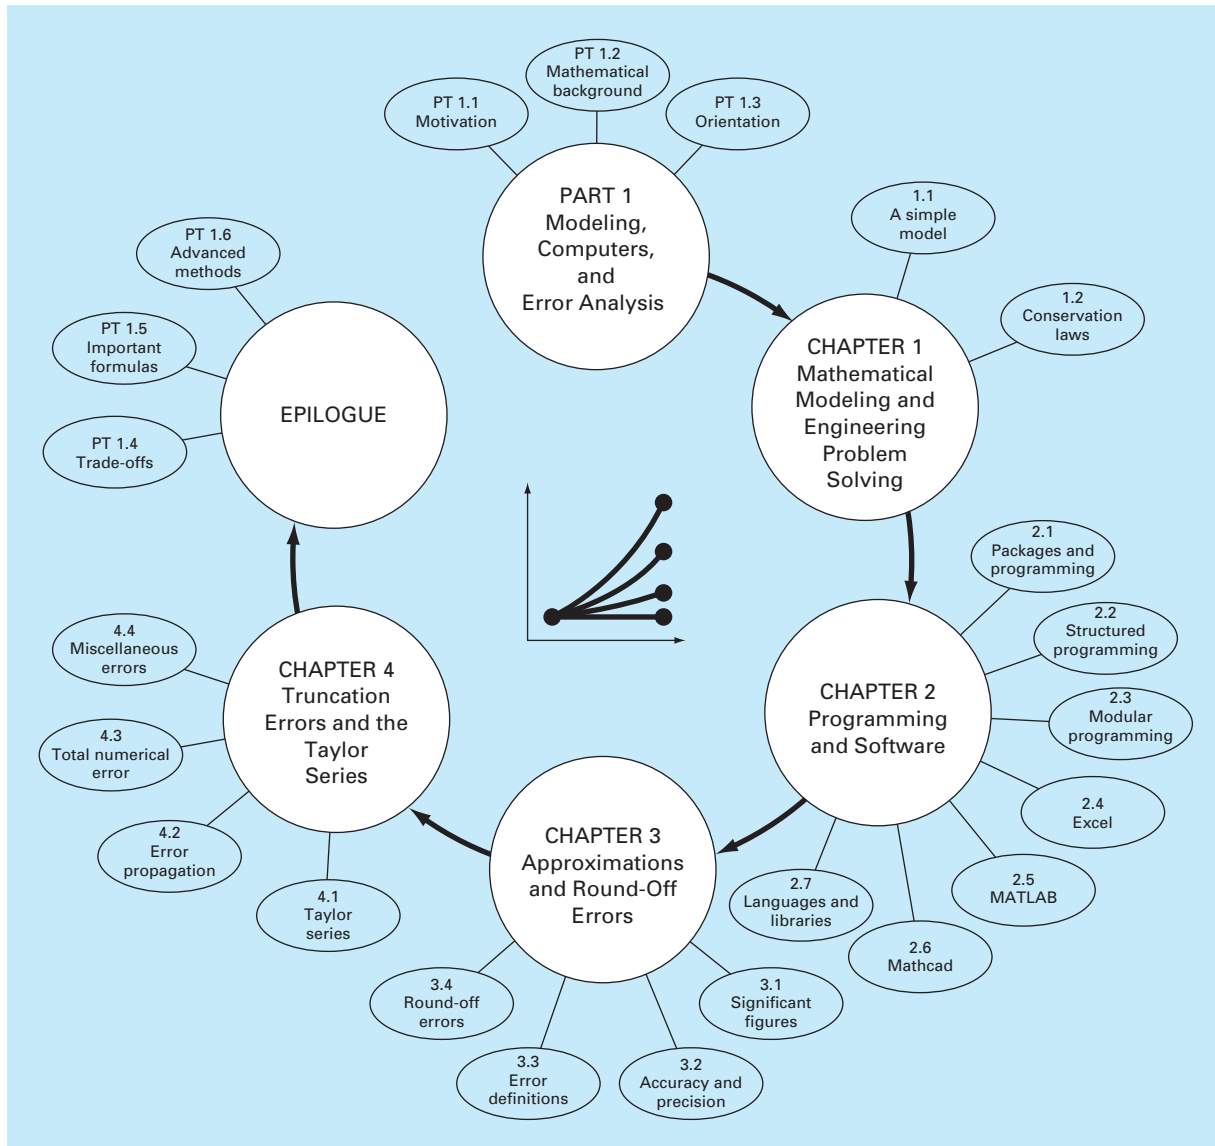 PT 1.1
Motivation
PT 1.2
Mathematical
background
PT 1.3
Orientation
PART 1
Modeling,
Computers,
and
Error Analysis
1.1
A simple
model
1.2
Conservation
laws
CHAPTER 1
Mathematical
Modeling and
Engineering
Problem
Solving
2.1
Packages and
programming
2.2
Structured
programming
2.3
Modular
programming
2.4
Excel
2.5
MATLAB
2.6
Mathcad
2.7
Languages and
libraries
CHAPTER 2
Programming
and Software
CHAPTER 3
Approximations
and Round-Off
Errors
3.1
Significant
figures
3.2
Accuracy and
precision
3.3
Error
definitions
3.4
Round-off
errors
CHAPTER 4
Truncation
Errors and the
Taylor
Series
4.1
Taylor
series
4.2
Error
propagation
4.3
Total numerical
error
4.4
Miscellaneous
errors
EPILOGUE
PT 1.4
Trade-offs
PT 1.5
Important
formulas
PT 1.6
Advanced
methods